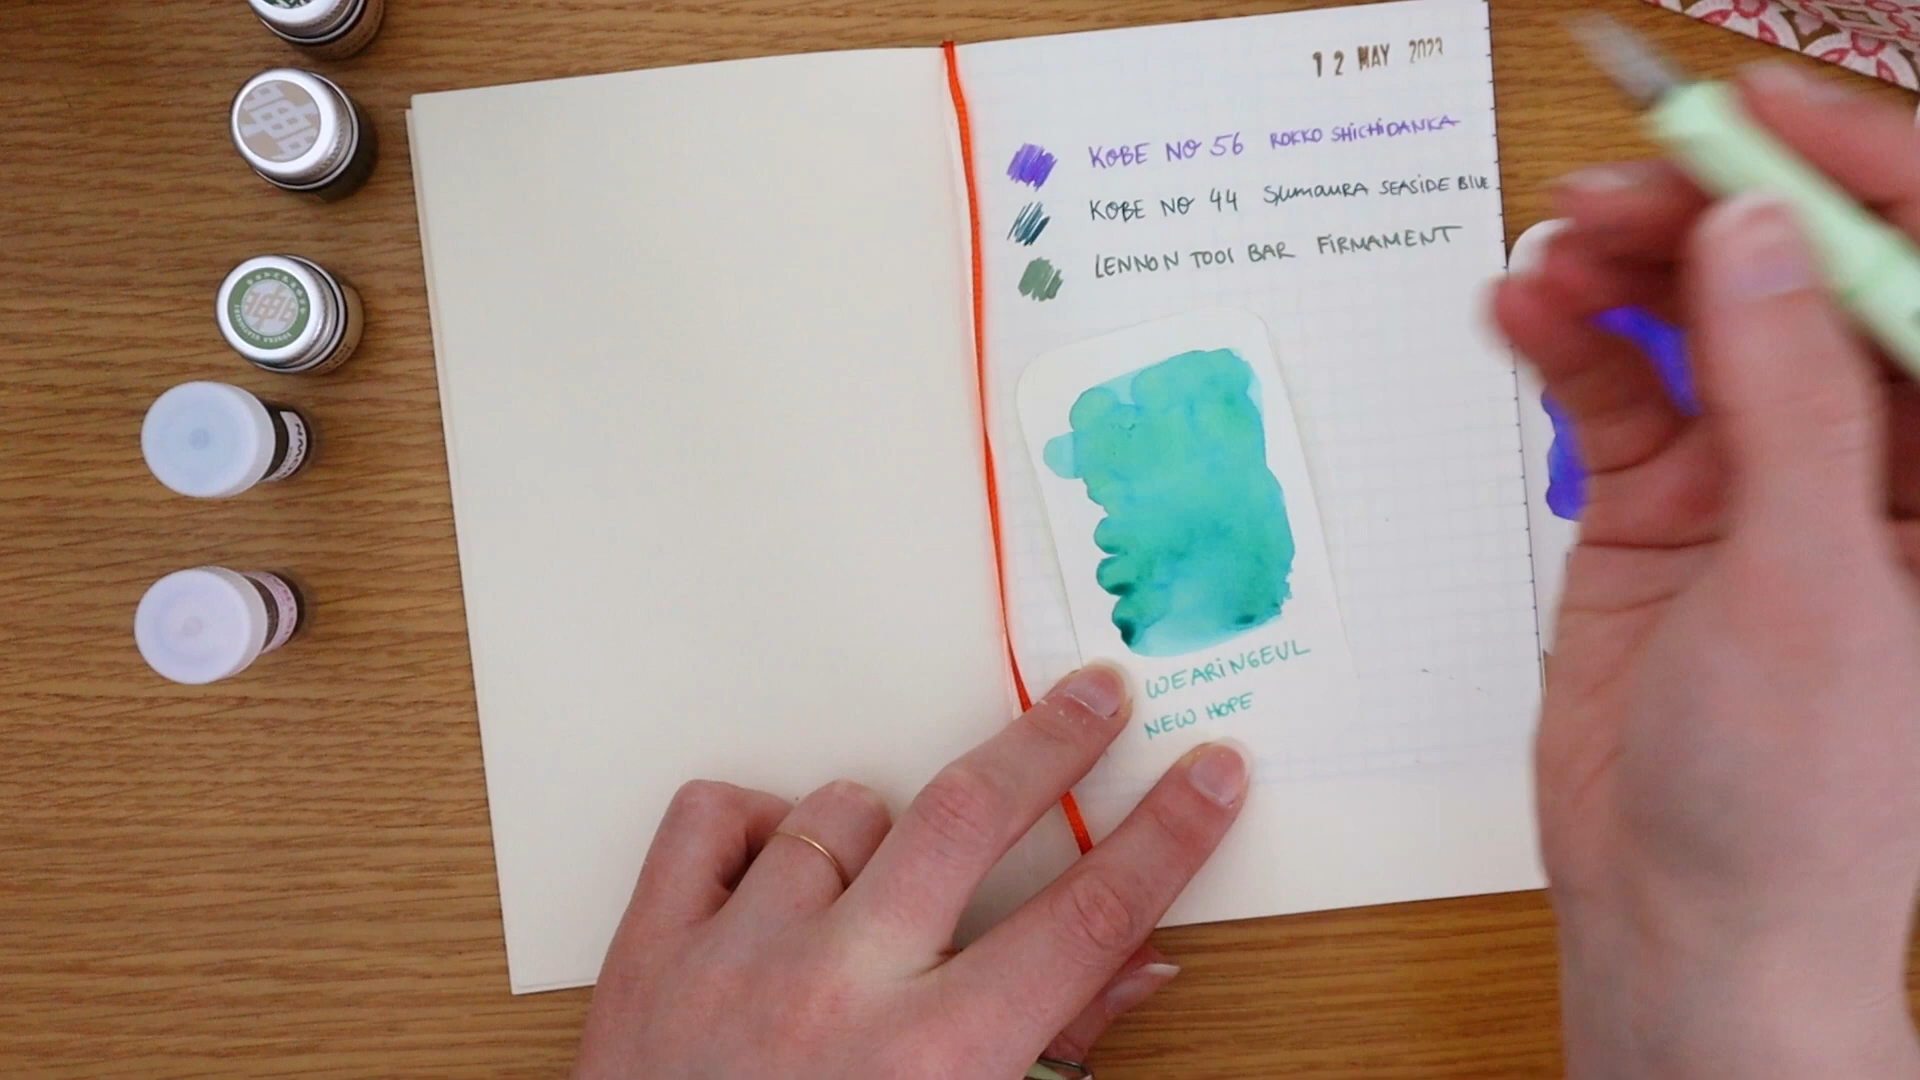 12 MAY 2023
KOBE NO 56 ROKKO SHiCHiDANKA
KOBE NO 44 SUMAURA SEASIDE BLUE
LENNON TOOL BAR FiRMAMENT
WEARiNGEUL
NEW HOPE